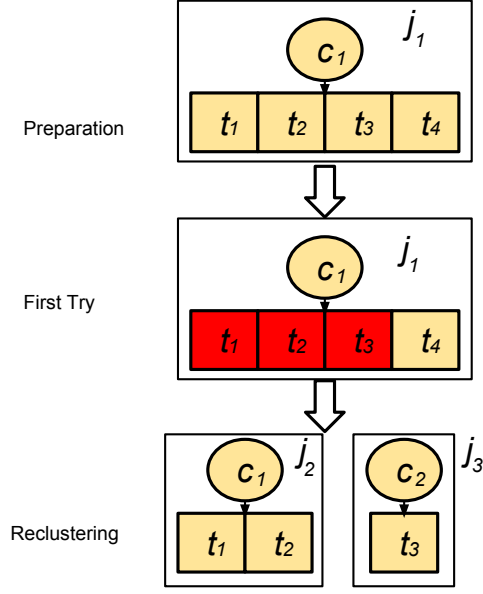 j1
c1
Preparation
t1 t2 t3 t4
j1
c1
First Try
t1 t2 t3 t4
j2 j3
c1 c2
Reclustering
t1 t2 t3